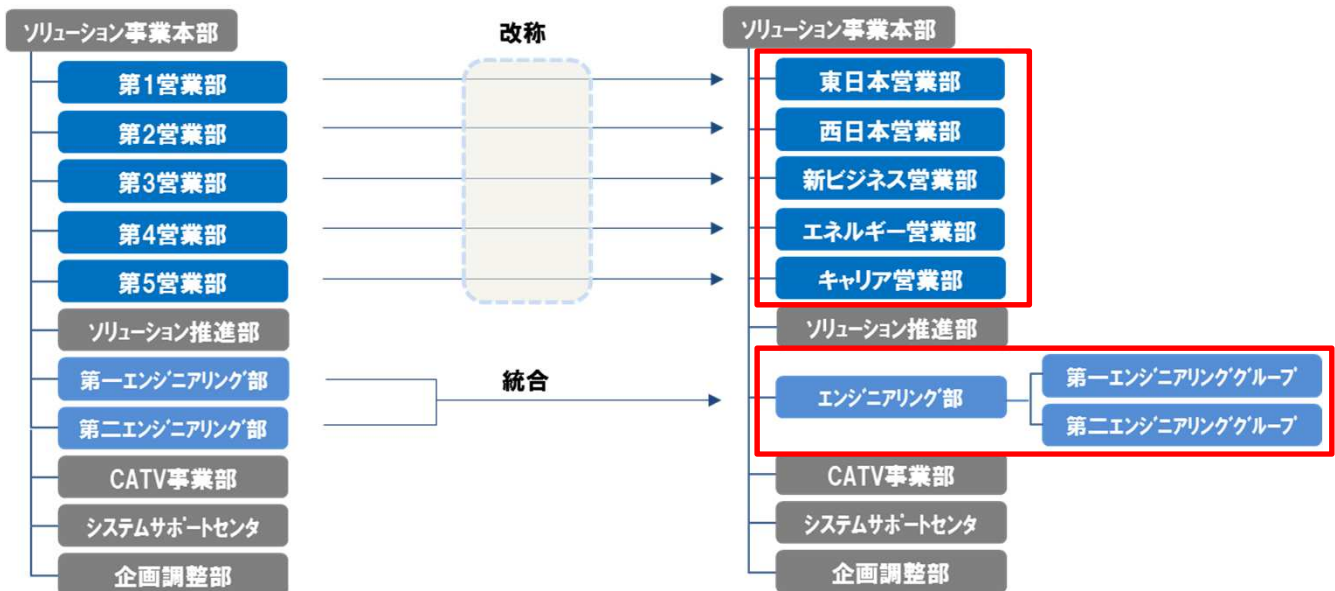 ソリューション事業本部
第1営業部
第2営業部
第3営業部
第4営業部
第5営業部
ソリューション推進部
第一エンジニアリング部
第二エンジニアリング部
CATV事業部
システムサポートセンタ
企画調整部
改称
統合
ソリューション事業本部
東日本営業部
西日本営業部
新ビジネス営業部
エネルギー営業部
キャリア営業部
ソリューション推進部
エンジニアリング部
第一エンジニアリンググループ
第二エンジニアリンググループ
CATV事業部
システムサポートセンタ
企画調整部